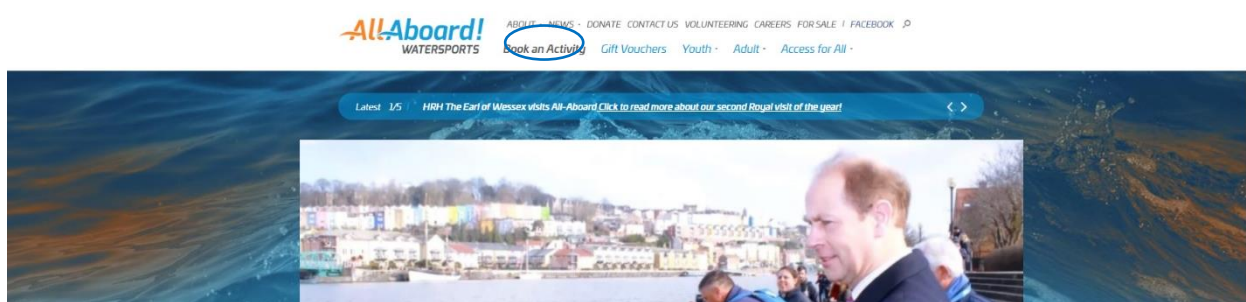 All-Aboard!
WATERSPORTS
ABOUT - NEWS - DONATE CONTACT US VOLUNTEERING CAREERS FOR SALE | FACEBOOK
Book an Activity Gift Vouchers Youth - Adult - Access for All -
Latest 1/5 HRH The Earl of Wessex visits All-Aboard Click to read more about our second Royal visit of the year!